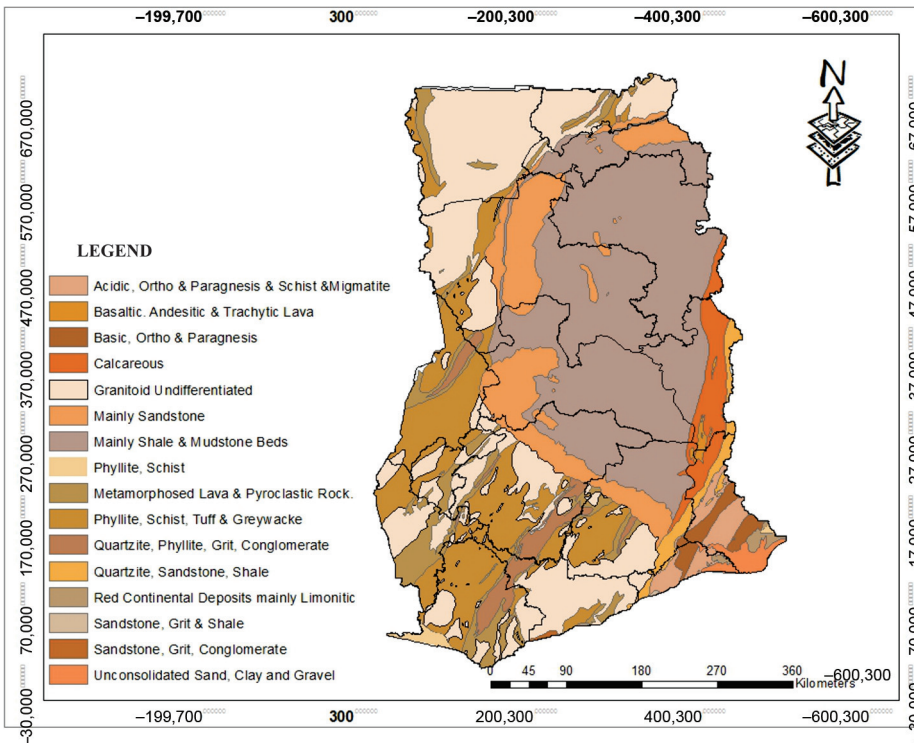 –199,700 300 –200,300 –400,300 –600,300
N
670,000
570,000
470,000
370,000
270,000
170,000
70,000
–30,000
LEGEND
Acidic, Ortho & Paragnesis & Schist &Migmatite
Basaltic. Andesitic & Trachytic Lava
Basic, Ortho & Paragnesis
Calcareous
Granitoid Undifferentiated
Mainly Sandstone
Mainly Shale & Mudstone Beds
Phyllite, Schist
Metamorphosed Lava & Pyroclastic Rock.
Phyllite, Schist, Tuff & Greywacke
Quartzite, Phyllite, Grit, Conglomerate
Quartzite, Sandstone, Shale
Red Continental Deposits mainly Limonitic
Sandstone, Grit & Shale
Sandstone, Grit, Conglomerate
Unconsolidated Sand, Clay and Gravel
0 45 90 180 270 360
Kilometers
–600,300
–199,700 300 200,300 400,300 –600,300